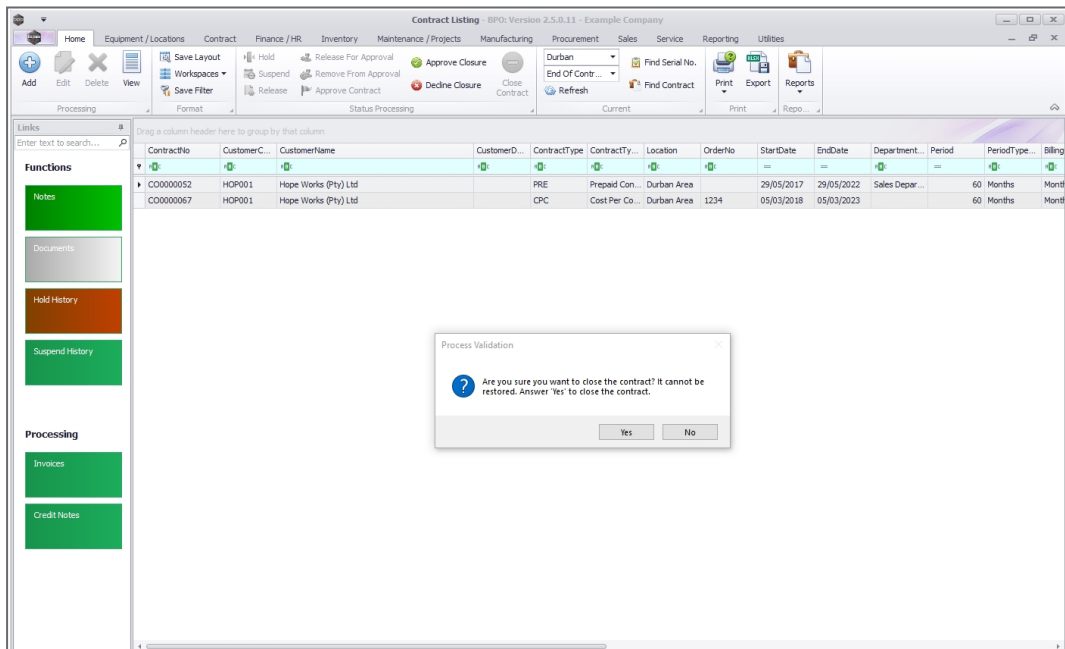 Contract Listing - BPO: Version 2.5.0.11 - Example Company
Home Equipment / Locations Contract Finance / HR Inventory Maintenance / Projects Manufacturing Procurement Sales Service Reporting Utilities
Add Edit Delete View
Processing
Save Layout
Workspaces
Save Filter
Format
Hold Release For Approval Approve Closure
Suspend Remove From Approval
Release Approve Contract Decline Closure
Close Contract
Status Processing
Durban
End Of Contr...
Refresh
Find Serial No.
Find Contract
Current
Print Export
Print
Reports
Repo...
Links
Enter text to search...
Functions
Notes
Documents
Hold History
Suspend History
Processing
Invoices
Credit Notes
Drag a column header here to group by that column
ContractNo CustomerC... CustomerName CustomerD... ContractType ContractTy... Location OrderNo StartDate EndDate Department... Period PeriodType... Billing
CO0000052 HOP001 Hope Works (Pty) Ltd PRE Prepaid Con... Durban Area 29/05/2017 29/05/2022 Sales Depar... 60 Months Month
CO0000067 HOP001 Hope Works (Pty) Ltd CPC Cost Per Co... Durban Area 1234 05/03/2018 05/03/2023 60 Months Month
Process Validation
Are you sure you want to close the contract? It cannot be
restored. Answer 'Yes' to close the contract.
Yes No